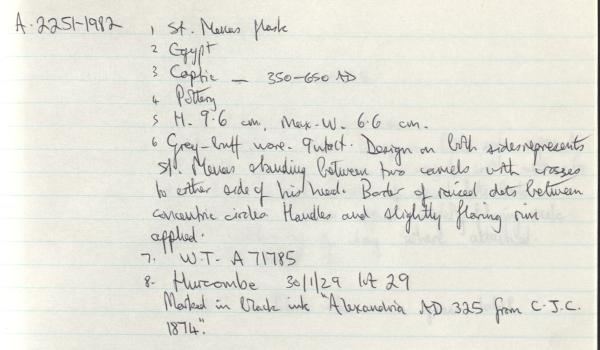 A.2251-1982 1 St. Menas flask
2 Egypt
3 Coptic — 350-650 AD
4 Pottery
5 H. 9.6 cm, Max-W. 6.6 cm.
6 Grey-buff ware. Intact. Design on both sides represents
St. Menas standing between two camels with crosses
to either side of his head. Border of raised dots between
concentric circles Handles and slightly flaring rim
applied.
7. WT- A71785
8- Hurcombe 30/1/29 lot 29
Marked in black ink "Alexandria AD 325 from C.J.C.
1874".